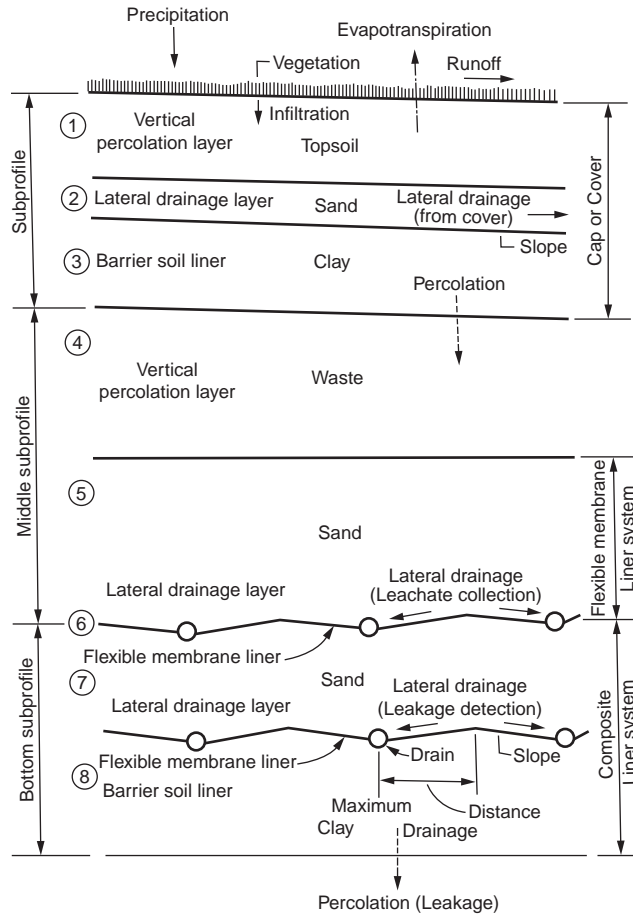 Precipitation
Evapotranspiration
Vegetation
Runoff
Infiltration
1
Vertical
percolation layer
Topsoil
2
Lateral drainage layer
Sand
Lateral drainage
(from cover)
Slope
3
Barrier soil liner
Clay
Percolation
Subprofile
Cap or Cover
4
Vertical
percolation layer
Waste
Middle subprofile
5
Sand
Lateral drainage layer
Lateral drainage
(Leachate collection)
Flexible membrane
Liner system
6
Flexible membrane liner
7
Sand
Lateral drainage layer
Lateral drainage
(Leakage detection)
Bottom subprofile
Composite
Liner system
Flexible membrane liner
Drain
Slope
8
Barrier soil liner
Maximum
Distance
Clay
Drainage
Percolation (Leakage)